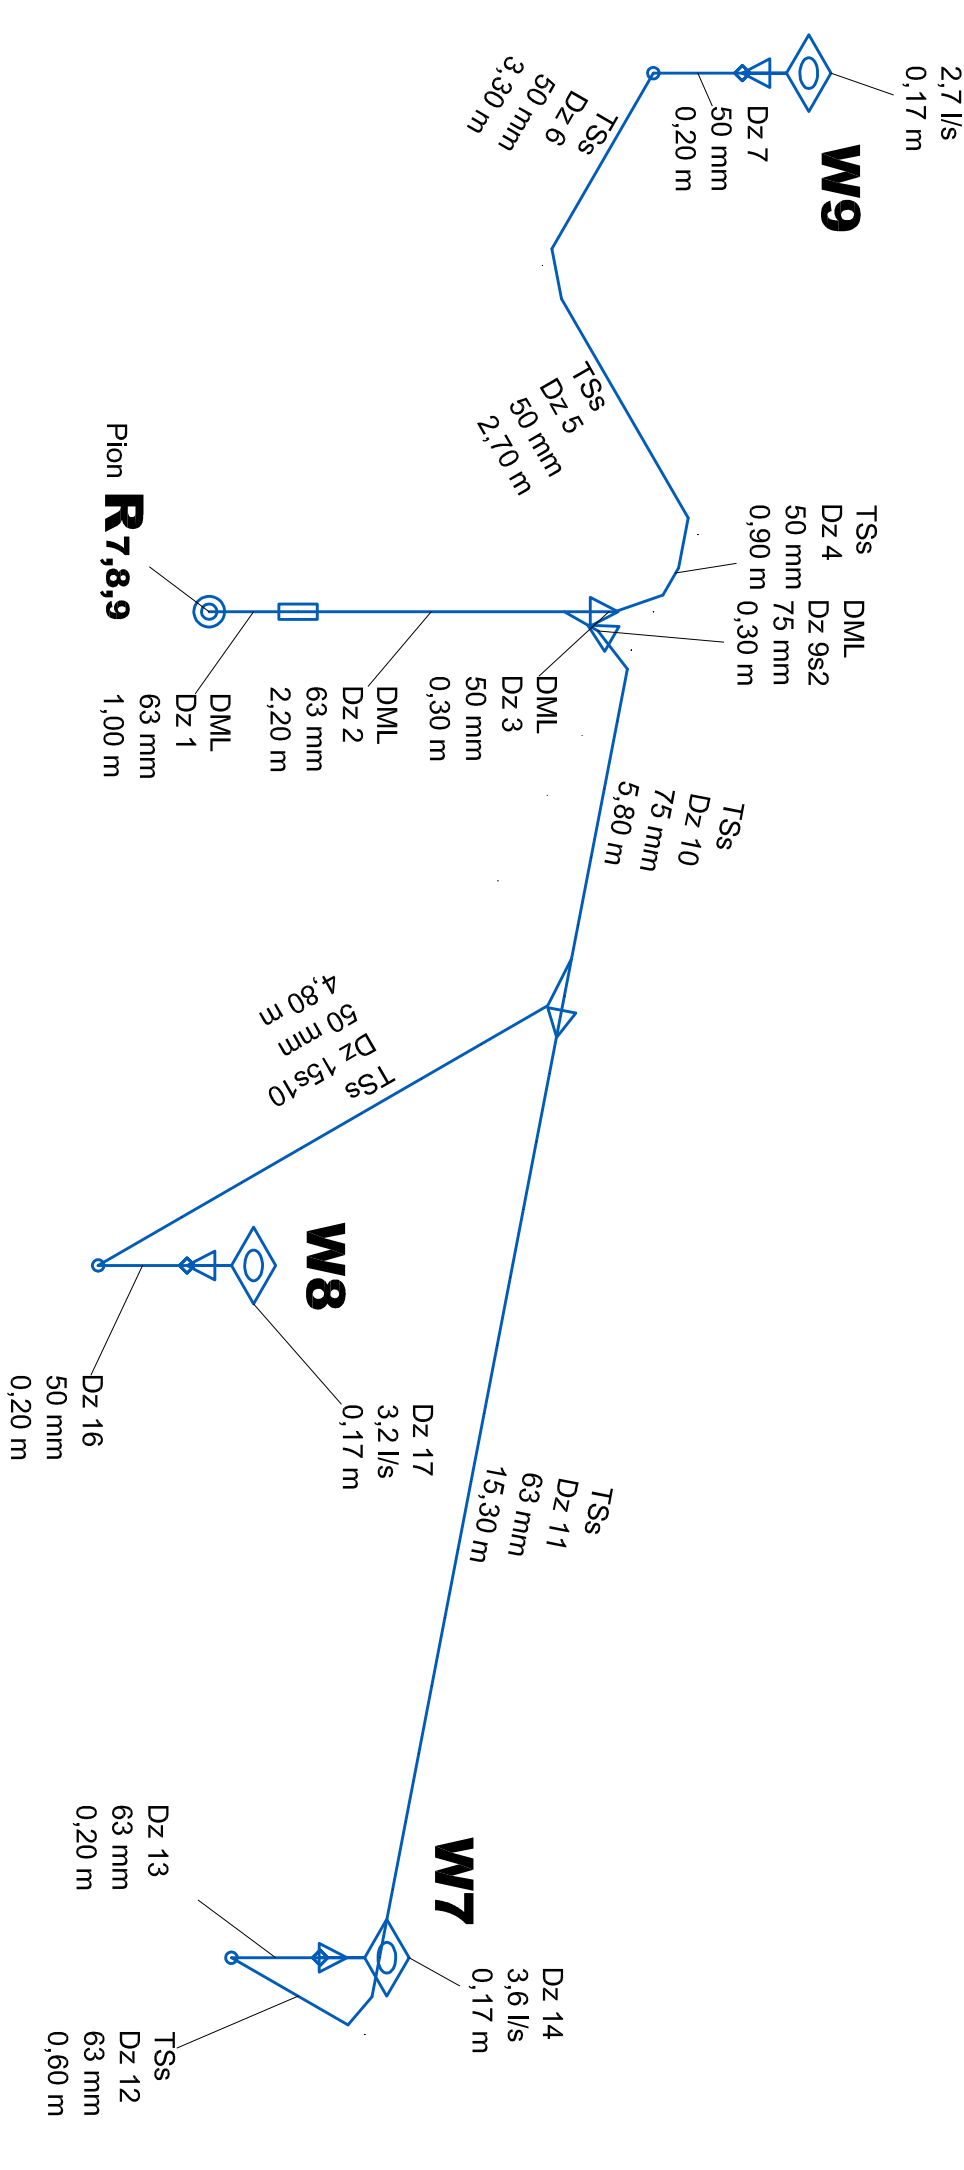 2,7 l/s
0,17 m
W9
Dz 7
50 mm
0,20 m
TSs
Dz 6
50 mm
3,30 m
TSs
Dz 5
50 mm
2,70 m
TSs
Dz 4
50 mm
0,90 m
DML
Dz 9s2
75 mm
0,30 m
Pion R7,8,9
DML
Dz 3
50 mm
0,30 m
DML
Dz 2
63 mm
2,20 m
DML
Dz 1
63 mm
1,00 m
TSs
Dz 10
75 mm
5,80 m
TSs
Dz 15s10
50 mm
4,80 m
W8
Dz 17
3,2 l/s
0,17 m
Dz 16
50 mm
0,20 m
TSs
Dz 11
63 mm
15,30 m
W7
Dz 13
63 mm
0,20 m
Dz 14
3,6 l/s
0,17 m
TSs
Dz 12
63 mm
0,60 m